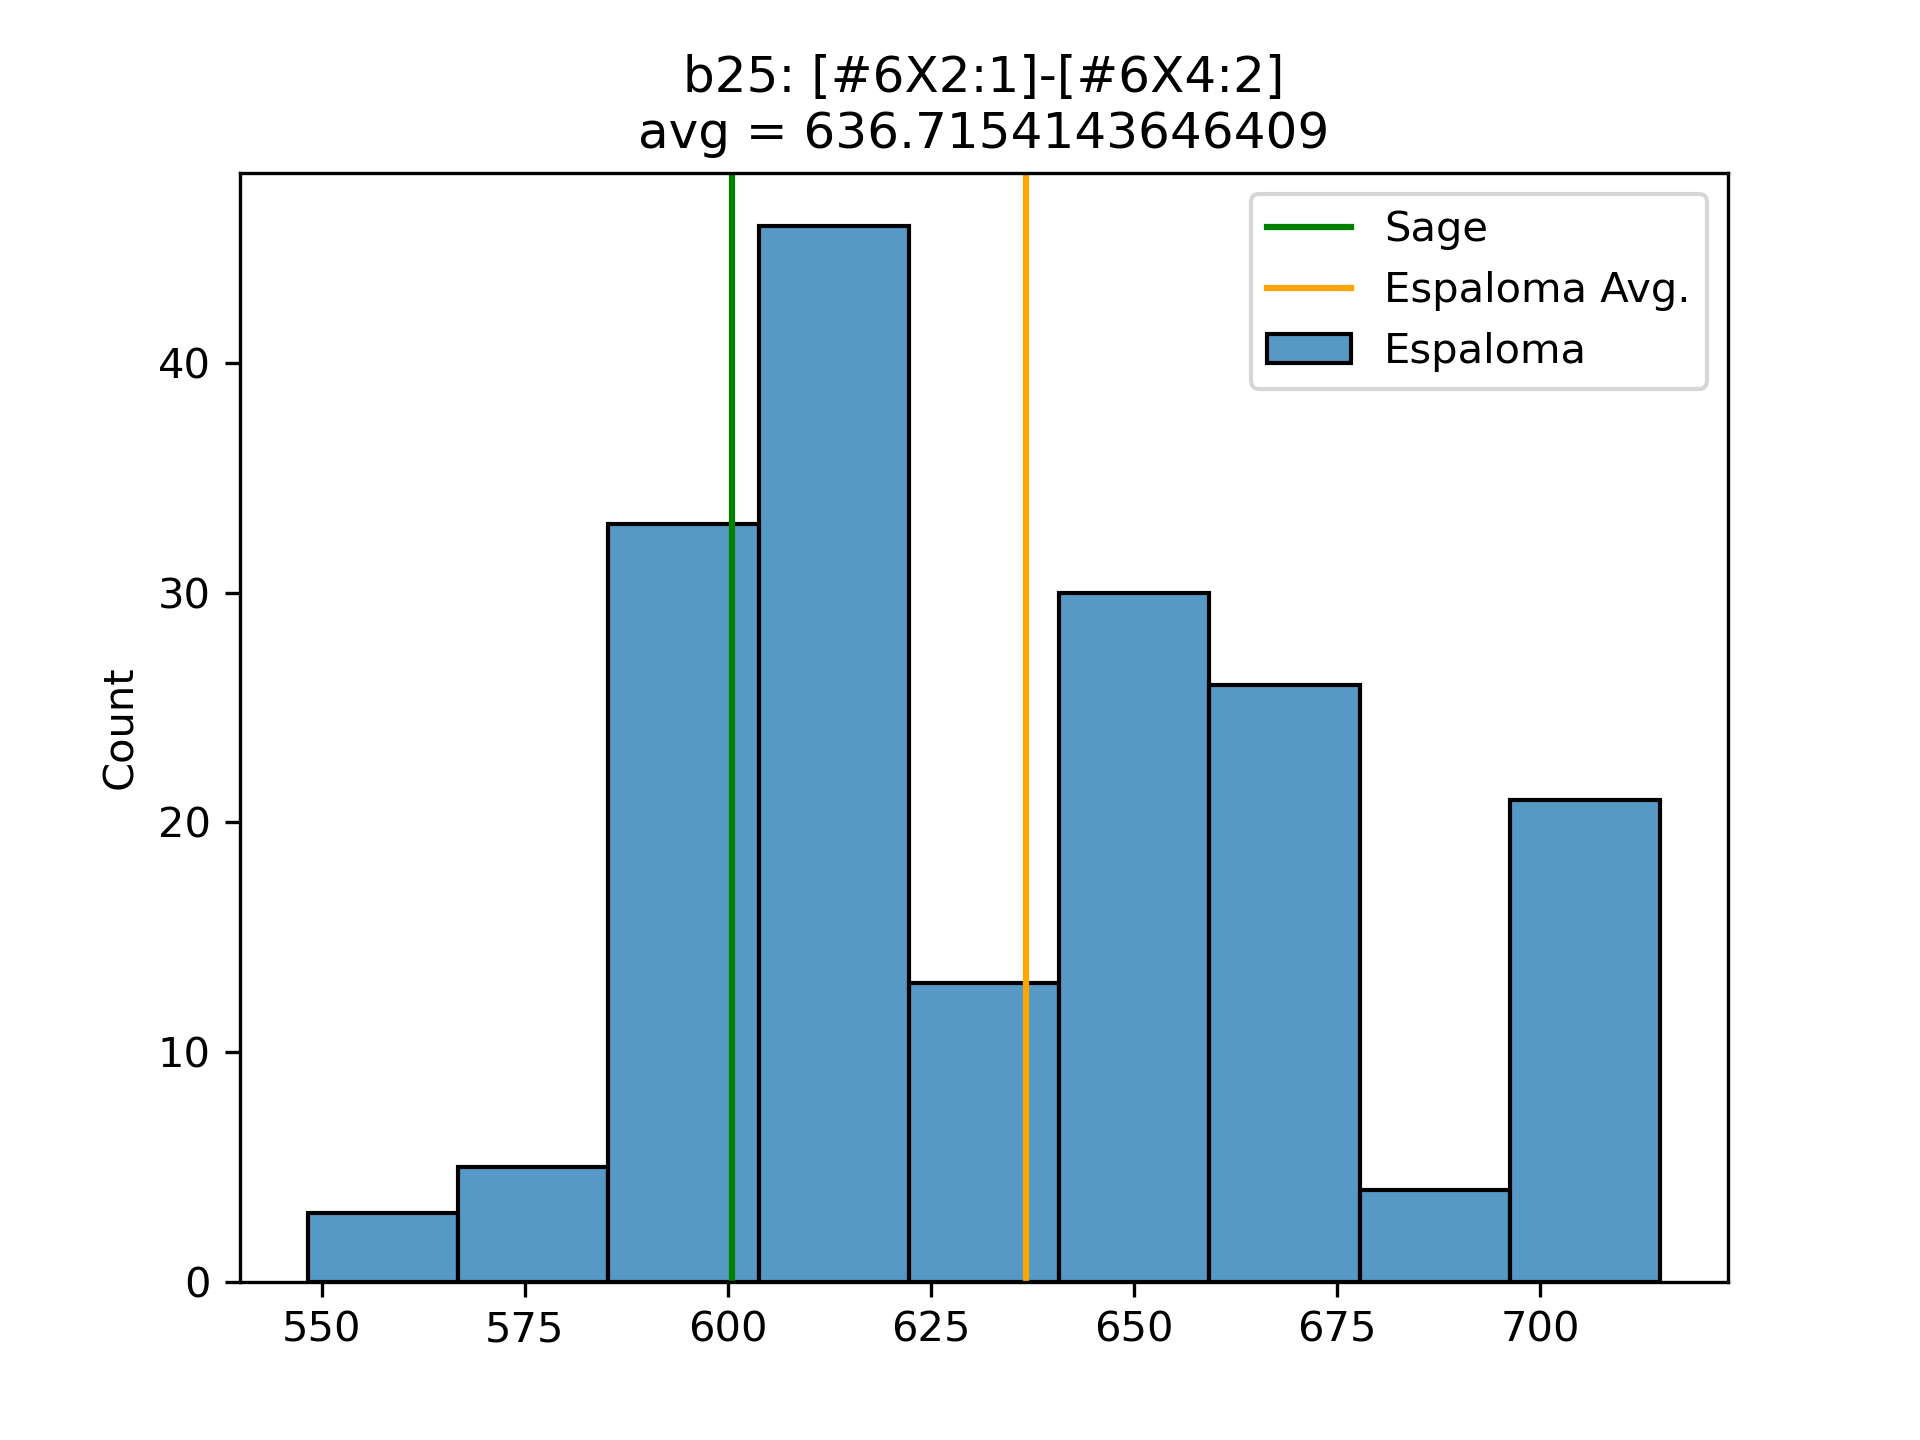 b25: [#6X2:1]-[#6X4:2]
avg = 636.7154143646409
Sage
Espaloma Avg.
Espaloma
Count
40
30
20
10
0
550 575 600 625 650 675 700